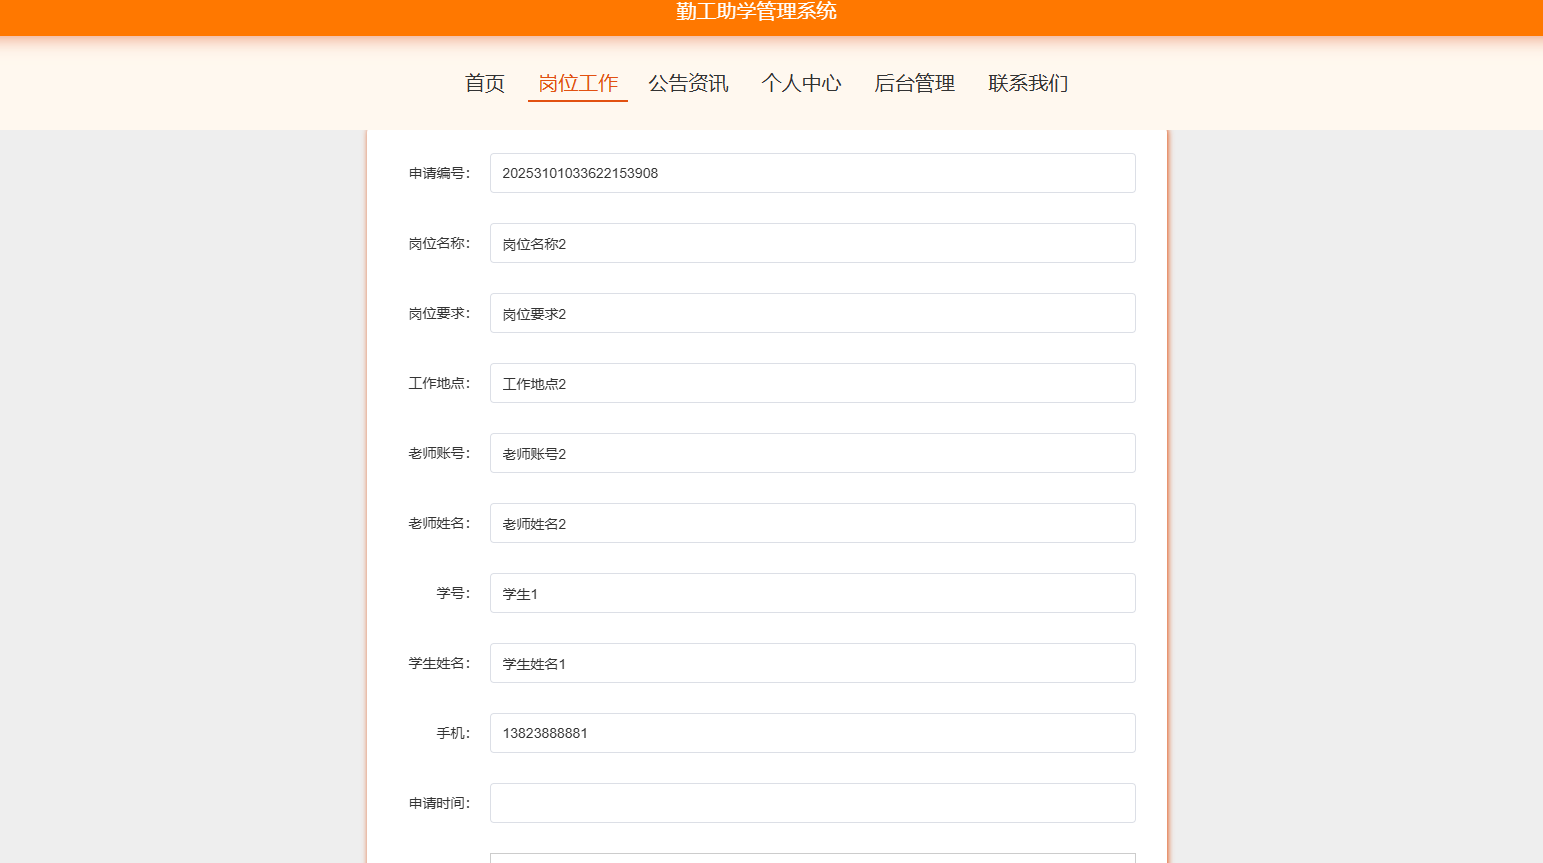 勤工助学管理系统
首页 岗位工作 公告资讯 个人中心 后台管理 联系我们
申请编号： 20253101033622153908
岗位名称： 岗位名称2
岗位要求： 岗位要求2
工作地点： 工作地点2
老师账号： 老师账号2
老师姓名： 老师姓名2
学号： 学生1
学生姓名： 学生姓名1
手机： 13823888881
申请时间：